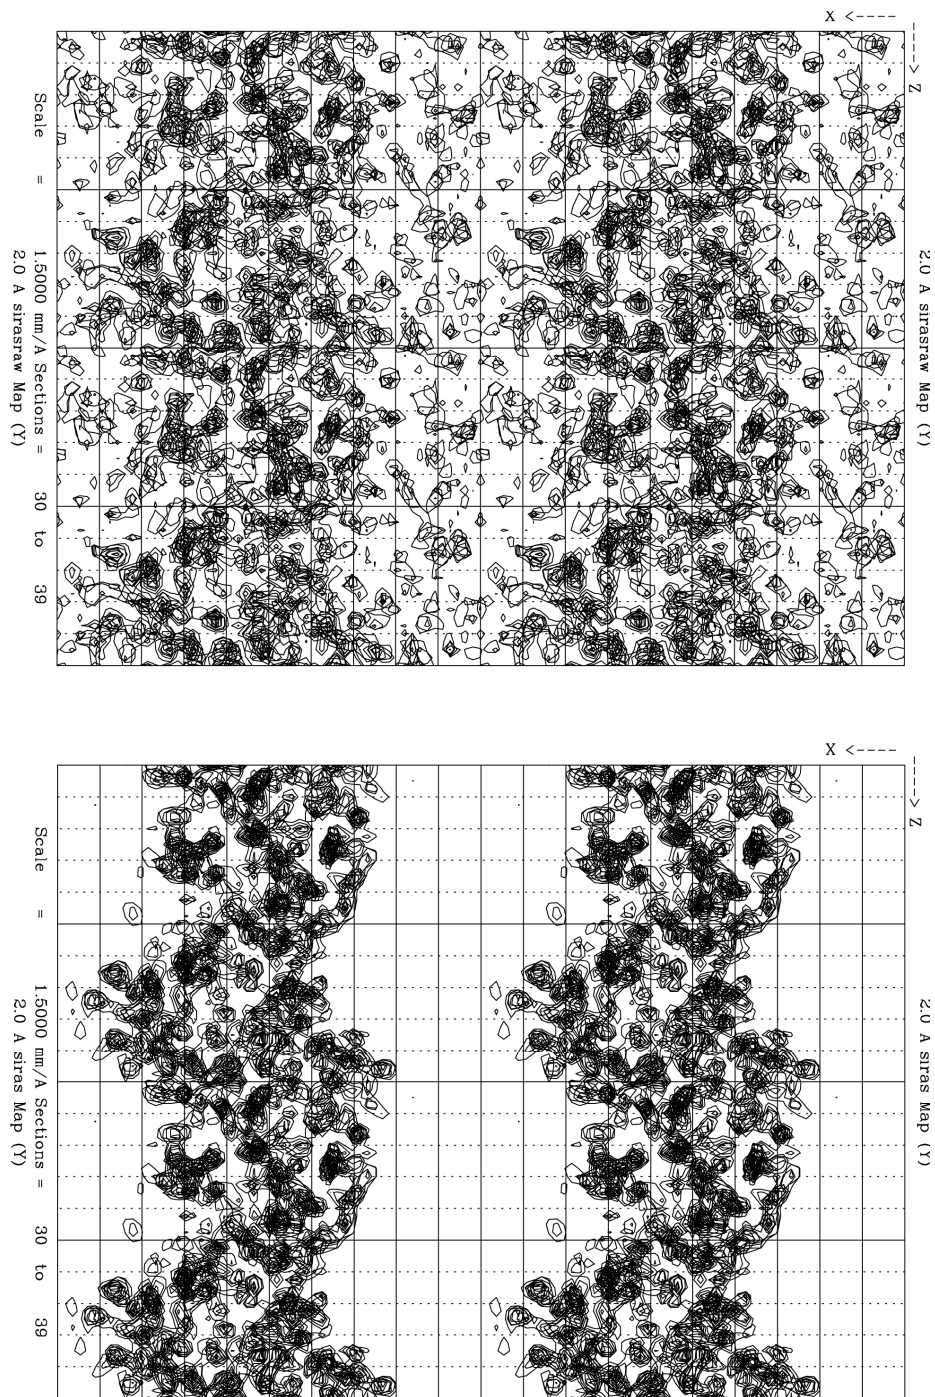 X <----
----> Z
2.0 A sirasraw Map (Y)
Scale = 1.5000 mm/A Sections = 30 to 39
2.0 A sirasraw Map (Y)
X <----
----> Z
2.0 A siras Map (Y)
Scale = 1.5000 mm/A Sections = 30 to 39
2.0 A siras Map (Y)